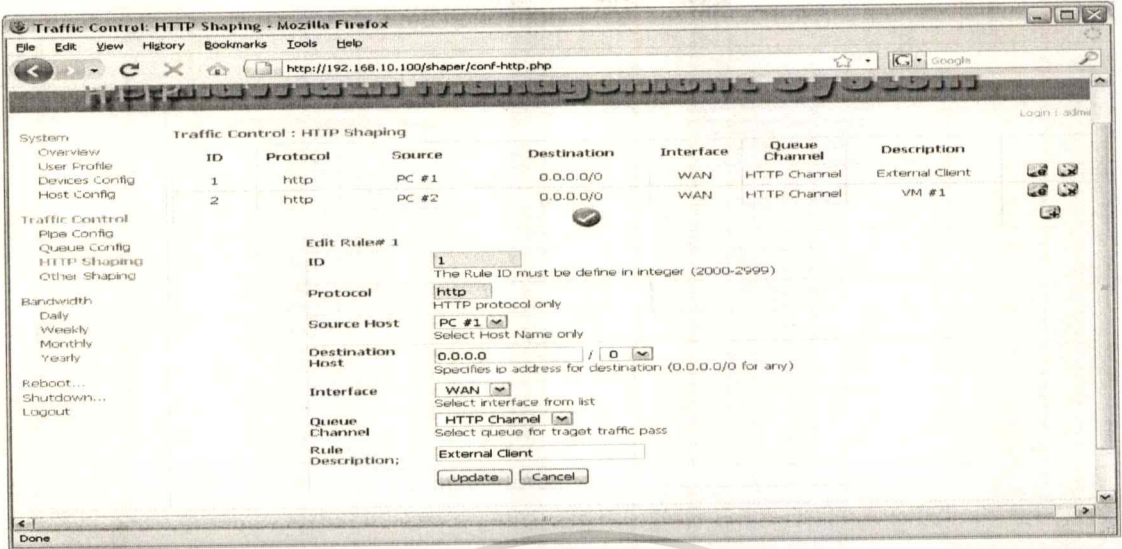 Traffic Control: HTTP Shaping - Mozilla Firefox
File Edit View History Bookmarks Tools Help
http://192.168.10.100/shaper/conf-http.php
Google
Management System
Login : admin
System
Overview
User Profile
Devices Config
Host Config
Traffic Control
Pipe Config
Queue Config
HTTP Shaping
Other Shaping
Bandwidth
Daily
Weekly
Monthly
Yearly
Reboot...
Shutdown...
Logout
Traffic Control : HTTP Shaping
ID Protocol Source Destination Interface Queue Channel Description
1 http PC #1 0.0.0.0/0 WAN HTTP Channel External Client
2 http PC #2 0.0.0.0/0 WAN HTTP Channel VM #1
Edit Rule# 1
ID 1
The Rule ID must be define in integer (2000-2999)
Protocol http
HTTP protocol only
Source Host PC #1
Select Host Name only
Destination Host 0.0.0.0 / 0
Specifies ip address for destination (0.0.0.0/0 for any)
Interface WAN
Select interface from list
Queue Channel HTTP Channel
Select queue for traget traffic pass
Rule Description; External Client
Update Cancel
Done